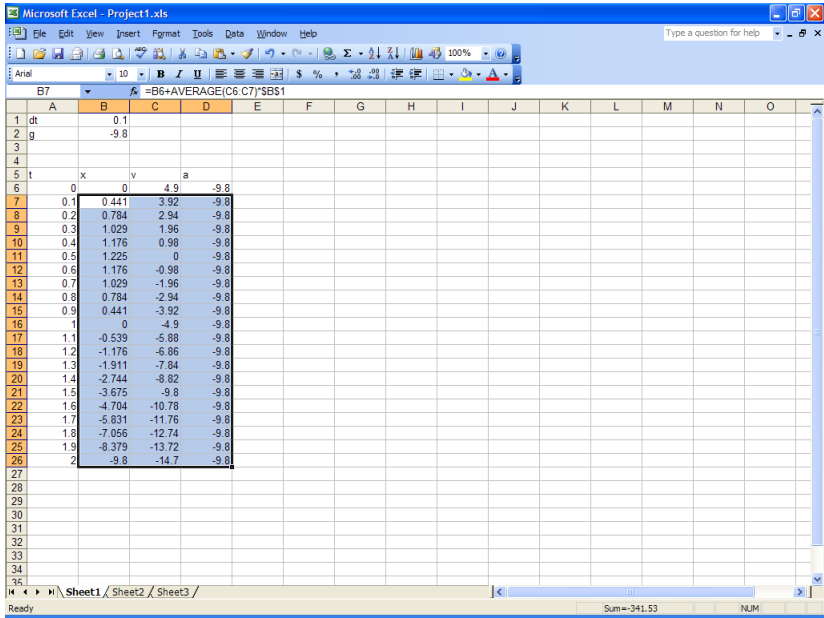 Microsoft Excel - Project1.xls
File Edit View Insert Format Tools Data Window Help Type a question for help
100%
Arial 10 B I U $ % ,
B7 fx =B6+AVERAGE(C6:C7)*$B$1
A B C D E F G H I J K L M N O
1 dt 0.1
2 g -9.8
3
4
5 t x v a
6 0 0 4.9 -9.8
7 0.1 0.441 3.92 -9.8
8 0.2 0.784 2.94 -9.8
9 0.3 1.029 1.96 -9.8
10 0.4 1.176 0.98 -9.8
11 0.5 1.225 0 -9.8
12 0.6 1.176 -0.98 -9.8
13 0.7 1.029 -1.96 -9.8
14 0.8 0.784 -2.94 -9.8
15 0.9 0.441 -3.92 -9.8
16 1 0 -4.9 -9.8
17 1.1 -0.539 -5.88 -9.8
18 1.2 -1.176 -6.86 -9.8
19 1.3 -1.911 -7.84 -9.8
20 1.4 -2.744 -8.82 -9.8
21 1.5 -3.675 -9.8 -9.8
22 1.6 -4.704 -10.78 -9.8
23 1.7 -5.831 -11.76 -9.8
24 1.8 -7.056 -12.74 -9.8
25 1.9 -8.379 -13.72 -9.8
26 2 -9.8 -14.7 -9.8
27
28
29
30
31
32
33
34
35
Sheet1 Sheet2 Sheet3
Ready Sum=-341.53 NUM